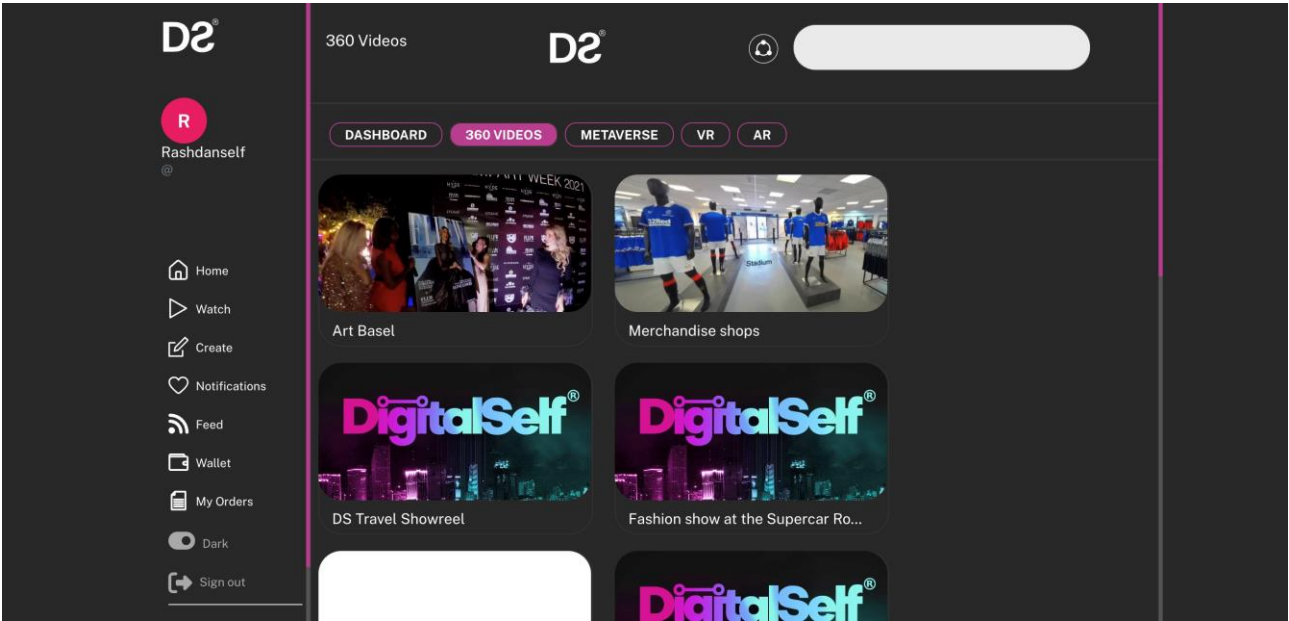 DS®
R
Rashdanself
@
Home
Watch
Create
Notifications
Feed
Wallet
My Orders
Dark
Sign out
360 Videos
DS®
DASHBOARD
360 VIDEOS
METAVERSE
VR
AR
ART WEEK 2021
Art Basel
Stadium
Merchandise shops
DigitalSelf®
DS Travel Showreel
DigitalSelf®
Fashion show at the Supercar Ro...
DigitalSelf®